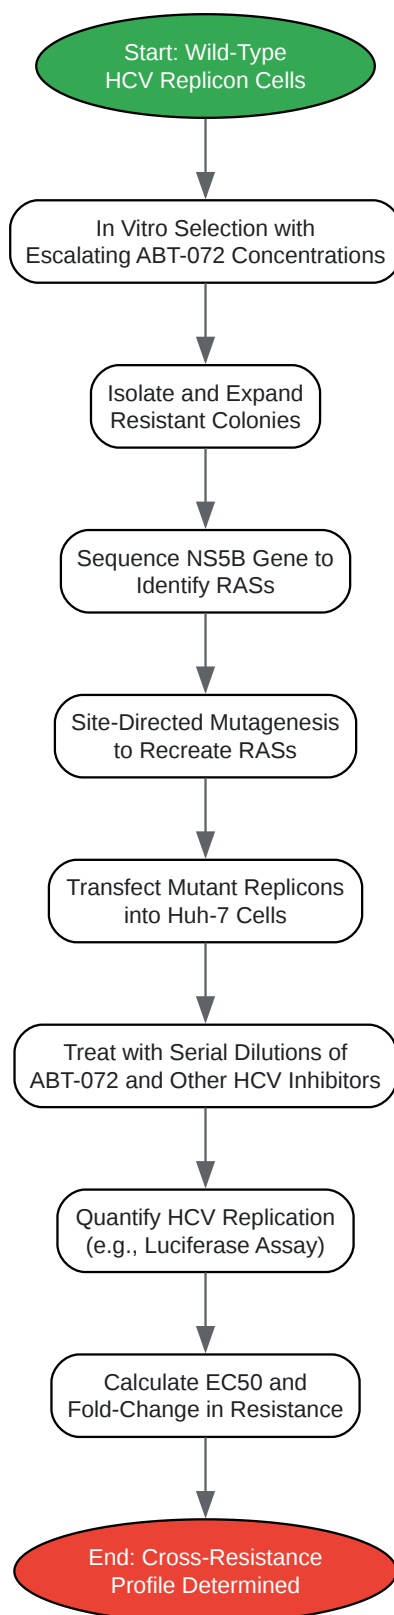 Start: Wild-Type
HCV Replicon Cells
In Vitro Selection with
Escalating ABT-072 Concentrations
Isolate and Expand
Resistant Colonies
Sequence NS5B Gene to
Identify RASs
Site-Directed Mutagenesis
to Recreate RASs
Transfect Mutant Replicons
into Huh-7 Cells
Treat with Serial Dilutions of
ABT-072 and Other HCV Inhibitors
Quantify HCV Replication
(e.g., Luciferase Assay)
Calculate EC50 and
Fold-Change in Resistance
End: Cross-Resistance
Profile Determined